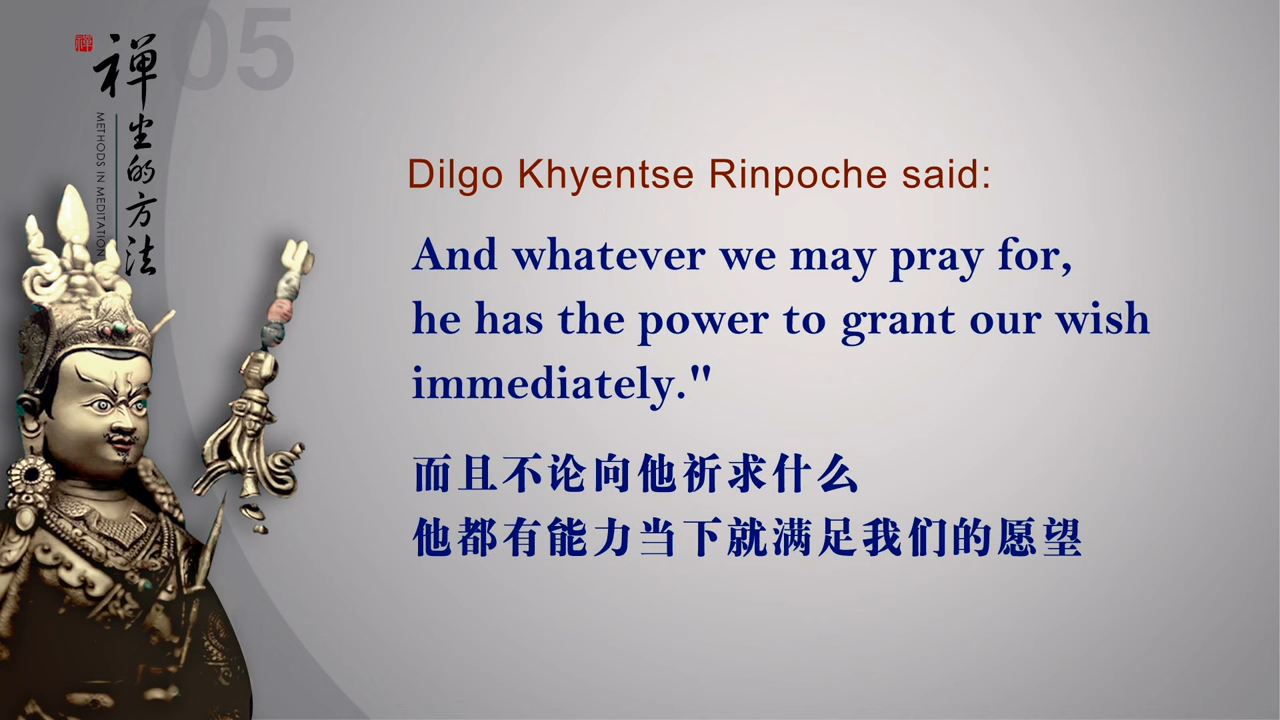 05
禅坐的方法
METHODS IN MEDITATION
Dilgo Khyentse Rinpoche said:
And whatever we may pray for,
he has the power to grant our wish
immediately."
而且不论向他祈求什么
他都有能力当下就满足我们的愿望